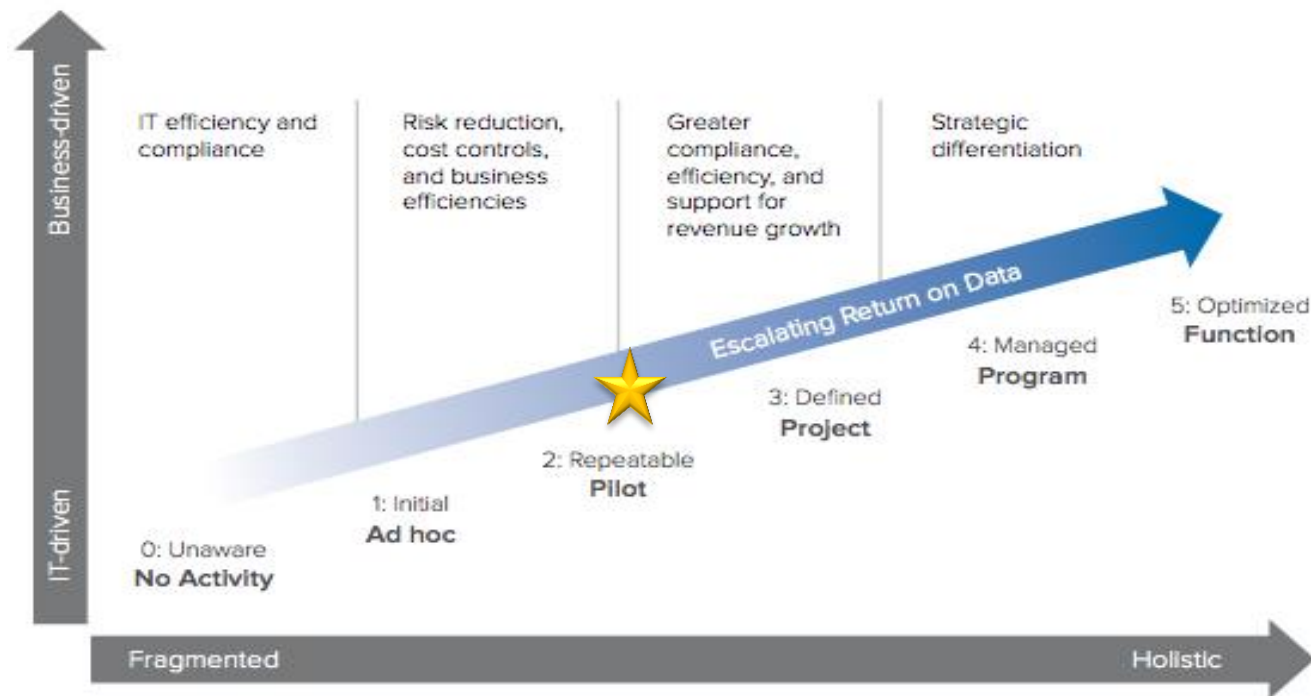 Business-driven
IT-driven
IT efficiency and
compliance
Risk reduction,
cost controls,
and business
efficiencies
Greater
compliance,
efficiency, and
support for
revenue growth
Strategic
differentiation
Escalating Return on Data
0: Unaware
No Activity
1: Initial
Ad hoc
2: Repeatable
Pilot
3: Defined
Project
4: Managed
Program
5: Optimized
Function
Fragmented
Holistic